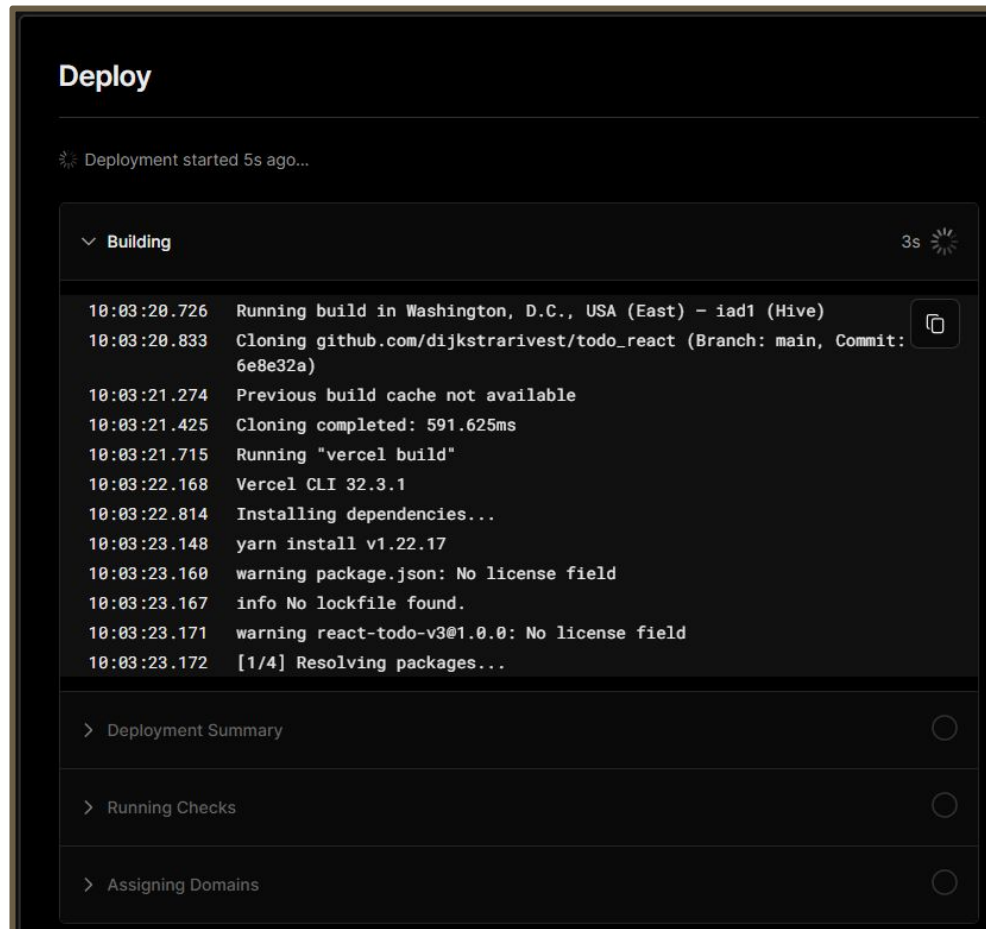 Deploy
Deployment started 5s ago...
Building 3s
10:03:20.726 Running build in Washington, D.C., USA (East) – iad1 (Hive)
10:03:20.833 Cloning github.com/dijkstrarivest/todo_react (Branch: main, Commit:
6e8e32a)
10:03:21.274 Previous build cache not available
10:03:21.425 Cloning completed: 591.625ms
10:03:21.715 Running "vercel build"
10:03:22.168 Vercel CLI 32.3.1
10:03:22.814 Installing dependencies...
10:03:23.148 yarn install v1.22.17
10:03:23.160 warning package.json: No license field
10:03:23.167 info No lockfile found.
10:03:23.171 warning react-todo-v3@1.0.0: No license field
10:03:23.172 [1/4] Resolving packages...
Deployment Summary
Running Checks
Assigning Domains